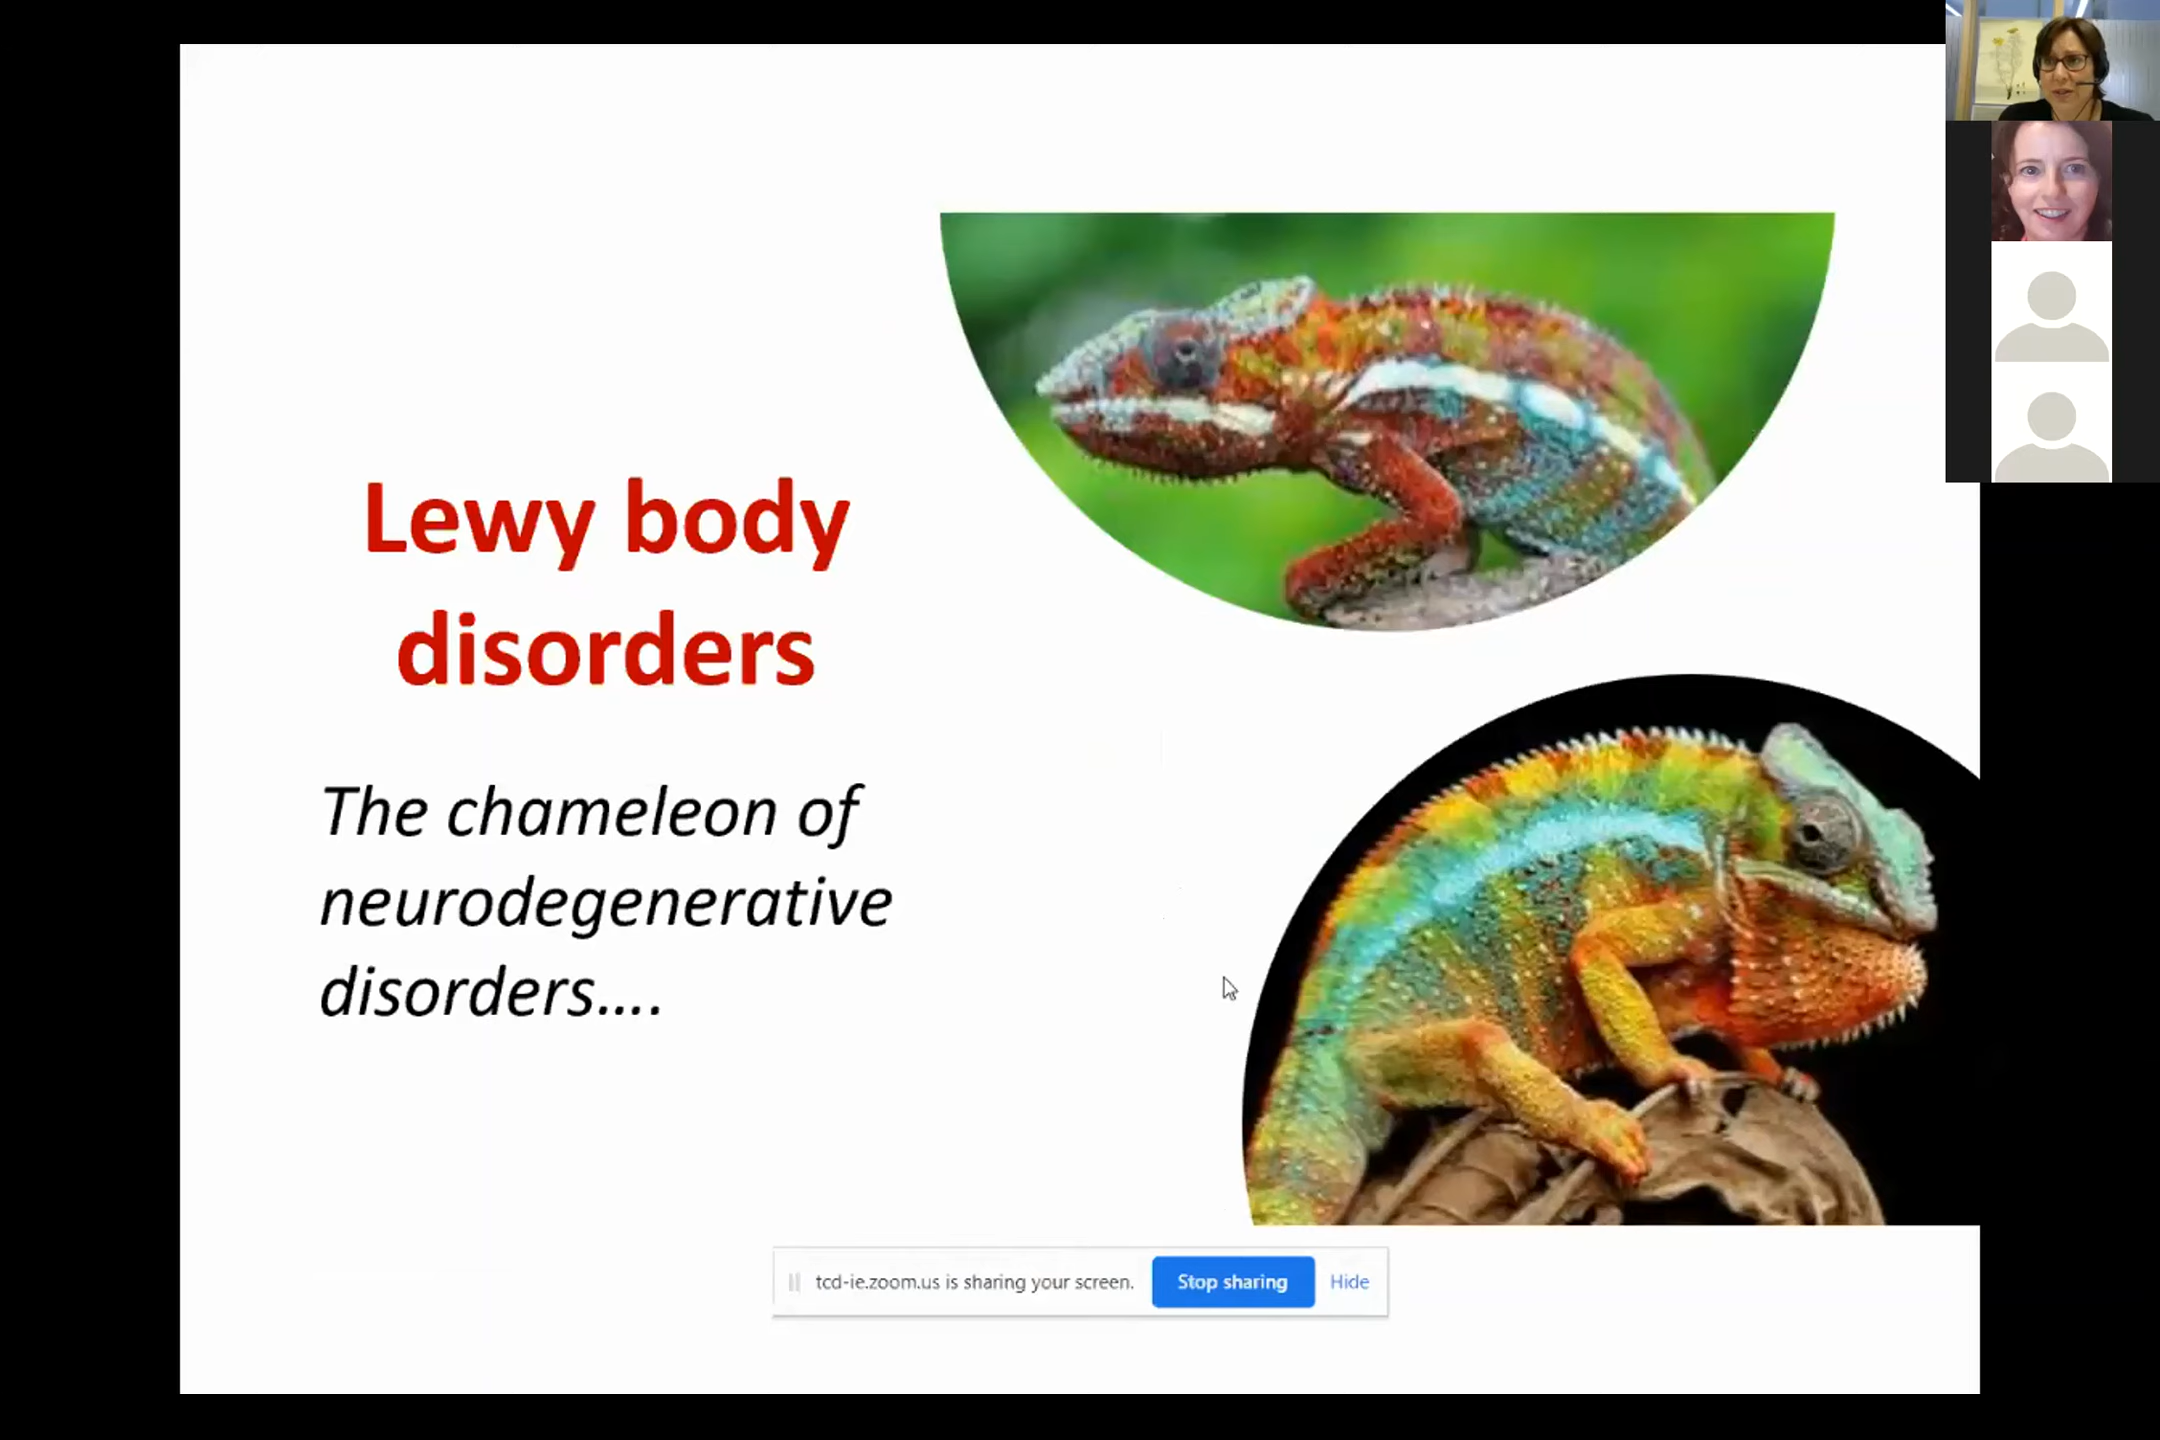 Lewy body
disorders
The chameleon of
neurodegenerative
disorders....
tcd-ie.zoom.us is sharing your screen.
Stop sharing
Hide